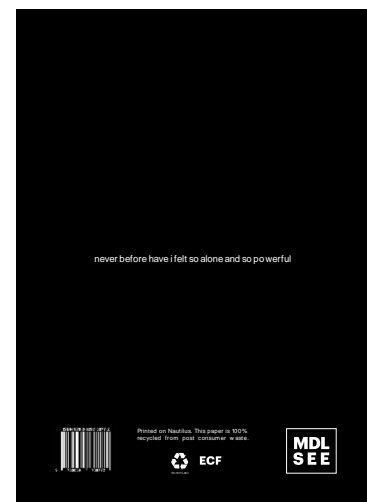 never before have i felt so alone and so powerful
Printed on Nautilus. This paper is 100%
recycled from post consumer waste.
ECF
MDL
SEE